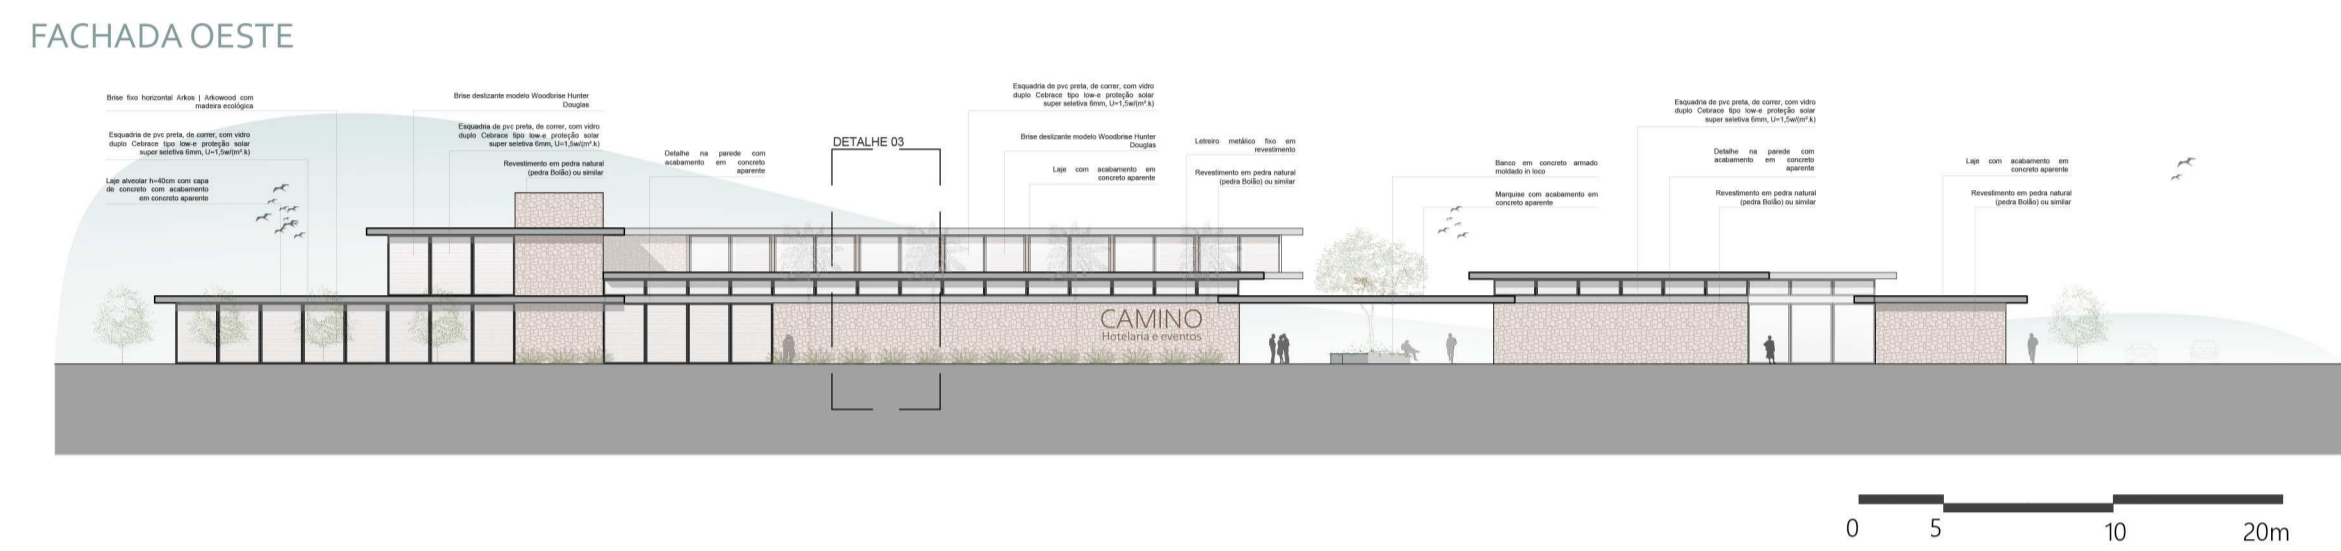 FACHADA OESTE
Brise fixo horizontal Arkos | Arkowood com
madeira ecológica
Esquadria de pvc preta, de correr, com vidro
duplo Cebrace tipo low-e proteção solar
super seletiva 6mm, U=1,5w/(m².k)
Laje alveolar h=40cm com capa
de concreto com acabamento
em concreto aparente
Brise deslizante modelo Woodbrise Hunter
Douglas
Esquadria de pvc preta, de correr, com vidro
duplo Cebrace tipo low-e proteção solar
super seletiva 6mm, U=1,5w/(m².k)
Revestimento em pedra natural
(pedra Bolão) ou similar
Detalhe na parede com
acabamento em concreto
aparente
DETALHE 03
Esquadria de pvc preta, de correr, com vidro
duplo Cebrace tipo low-e proteção solar
super seletiva 6mm, U=1,5w/(m².k)
Brise deslizante modelo Woodbrise Hunter
Douglas
Laje com acabamento em
concreto aparente
Letreiro metálico fixo em
revestimento
Revestimento em pedra natural
(pedra Bolão) ou similar
Banco em concreto armado
moldado in loco
Marquise com acabamento em
concreto aparente
Esquadria de pvc preta, de correr, com vidro
duplo Cebrace tipo low-e proteção solar
super seletiva 6mm, U=1,5w/(m².k)
Detalhe na parede com
acabamento em concreto
aparente
Revestimento em pedra natural
(pedra Bolão) ou similar
Laje com acabamento em
concreto aparente
Revestimento em pedra natural
(pedra Bolão) ou similar
CAMINO
Hotelaria e eventos
0 5 10 20m